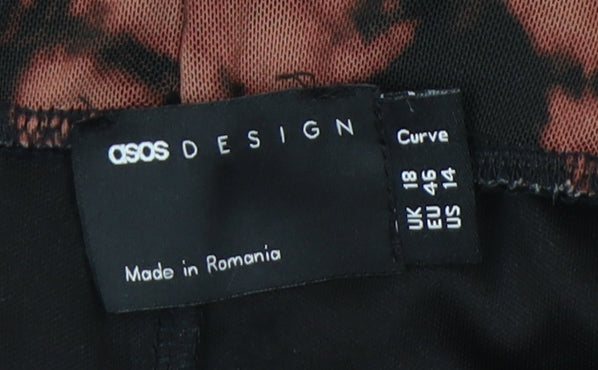 asos DESIGN
Made in Romania
Curve
UK 18
EU 46
US 14